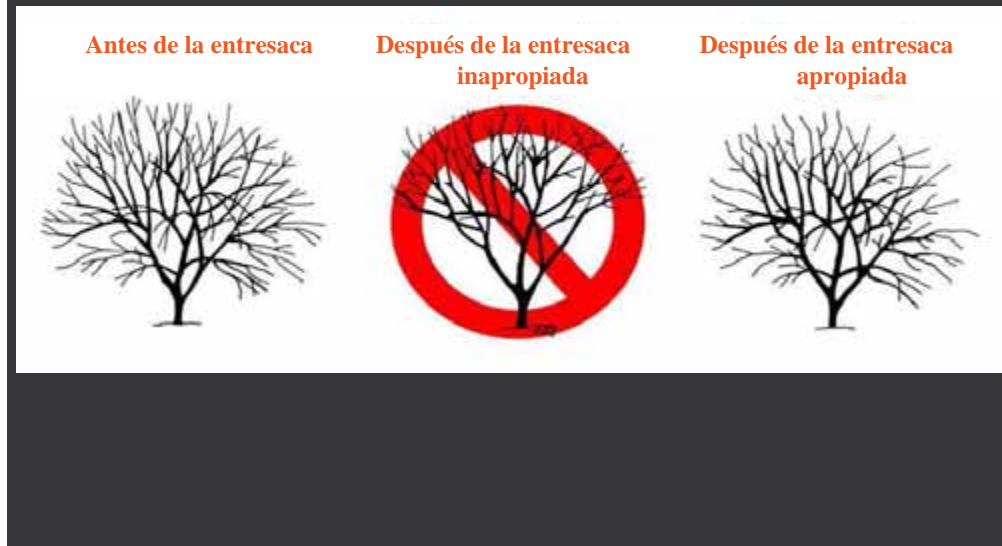 Antes de la entresaca
Después de la entresaca
inapropiada
Después de la entresaca
apropiada